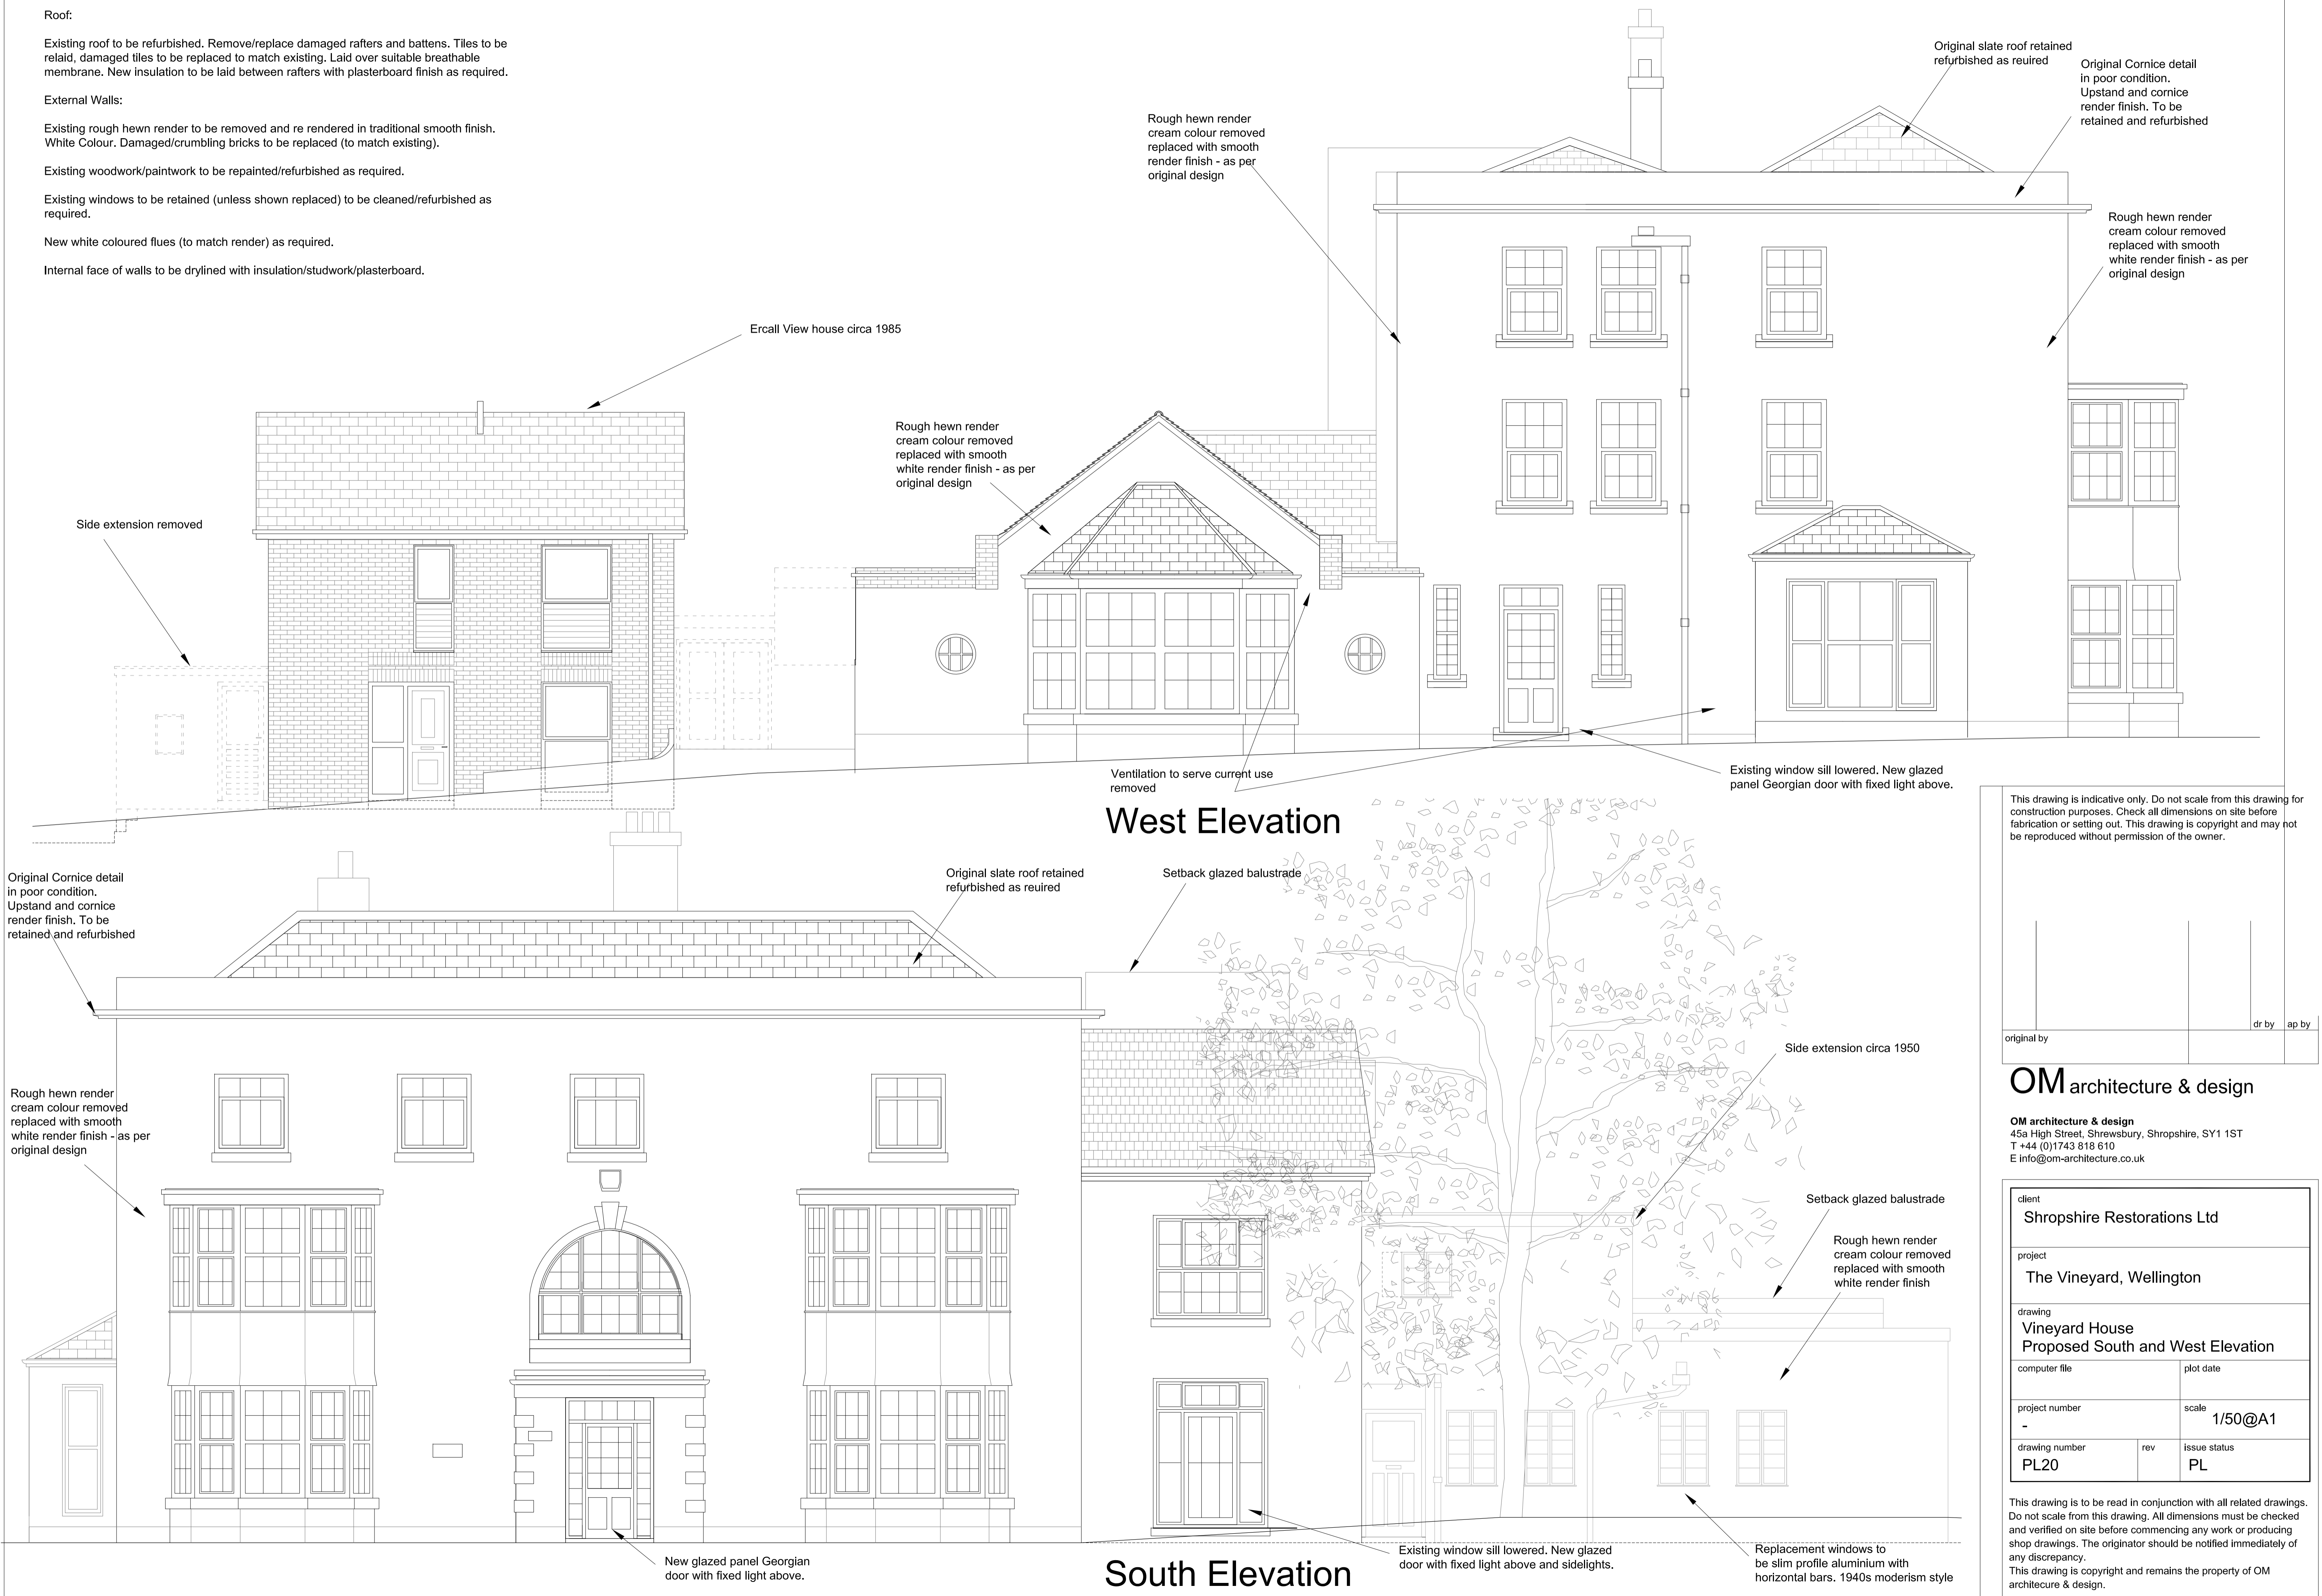 Roof:
Existing roof to be refurbished. Remove/replace damaged rafters and battens. Tiles to be
relaid, damaged tiles to be replaced to match existing. Laid over suitable breathable
membrane. New insulation to be laid between rafters with plasterboard finish as required.
External Walls:
Existing rough hewn render to be removed and re rendered in traditional smooth finish.
White Colour. Damaged/crumbling bricks to be replaced (to match existing).
Existing woodwork/paintwork to be repainted/refurbished as required.
Existing windows to be retained (unless shown replaced) to be cleaned/refurbished as
required.
New white coloured flues (to match render) as required.
Internal face of walls to be drylined with insulation/studwork/plasterboard.
Rough hewn render
cream colour removed
replaced with smooth
render finish - as per
original design
Original slate roof retained
refurbished as reuired
Original Cornice detail
in poor condition.
Upstand and cornice
render finish. To be
retained and refurbished
Rough hewn render
cream colour removed
replaced with smooth
white render finish - as per
original design
Ercall View house circa 1985
Rough hewn render
cream colour removed
replaced with smooth
white render finish - as per
original design
Side extension removed
Ventilation to serve current use
removed
Existing window sill lowered. New glazed
panel Georgian door with fixed light above.
West Elevation
Original Cornice detail
in poor condition.
Upstand and cornice
render finish. To be
retained and refurbished
Original slate roof retained
refurbished as reuired
Setback glazed balustrade
Side extension circa 1950
Rough hewn render
cream colour removed
replaced with smooth
white render finish - as per
original design
Setback glazed balustrade
Rough hewn render
cream colour removed
replaced with smooth
white render finish
New glazed panel Georgian
door with fixed light above.
Existing window sill lowered. New glazed
door with fixed light above and sidelights.
Replacement windows to
be slim profile aluminium with
horizontal bars. 1940s moderism style
South Elevation
This drawing is indicative only. Do not scale from this drawing for
construction purposes. Check all dimensions on site before
fabrication or setting out. This drawing is copyright and may not
be reproduced without permission of the owner.
dr by
ap by
original by
OM architecture & design
OM architecture & design
45a High Street, Shrewsbury, Shropshire, SY1 1ST
T +44 (0)1743 818 610
E info@om-architecture.co.uk
client
Shropshire Restorations Ltd
project
The Vineyard, Wellington
drawing
Vineyard House
Proposed South and West Elevation
computer file
plot date
project number
-
scale
1/50@A1
drawing number
PL20
rev
issue status
PL
This drawing is to be read in conjunction with all related drawings.
Do not scale from this drawing. All dimensions must be checked
and verified on site before commencing any work or producing
shop drawings. The originator should be notified immediately of
any discrepancy.
This drawing is copyright and remains the property of OM
architecure & design.